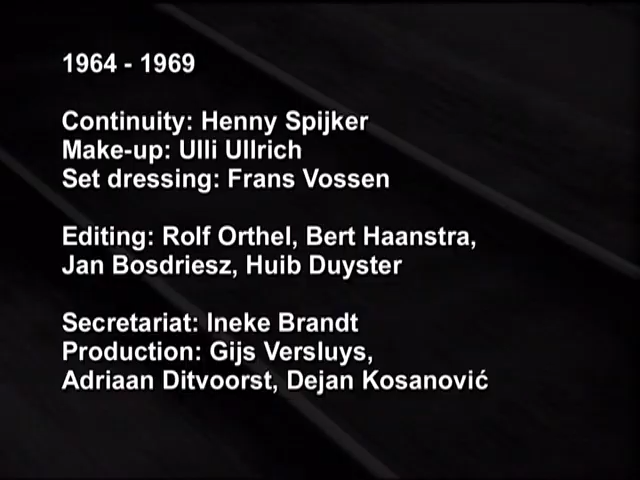 1964 - 1969
Continuity: Henny Spijker
Make-up: Ulli Ullrich
Set dressing: Frans Vossen
Editing: Rolf Orthel, Bert Haanstra,
Jan Bosdriesz, Huib Duyster
Secretariat: Ineke Brandt
Production: Gijs Versluys,
Adriaan Ditvoorst, Dejan Kosanović